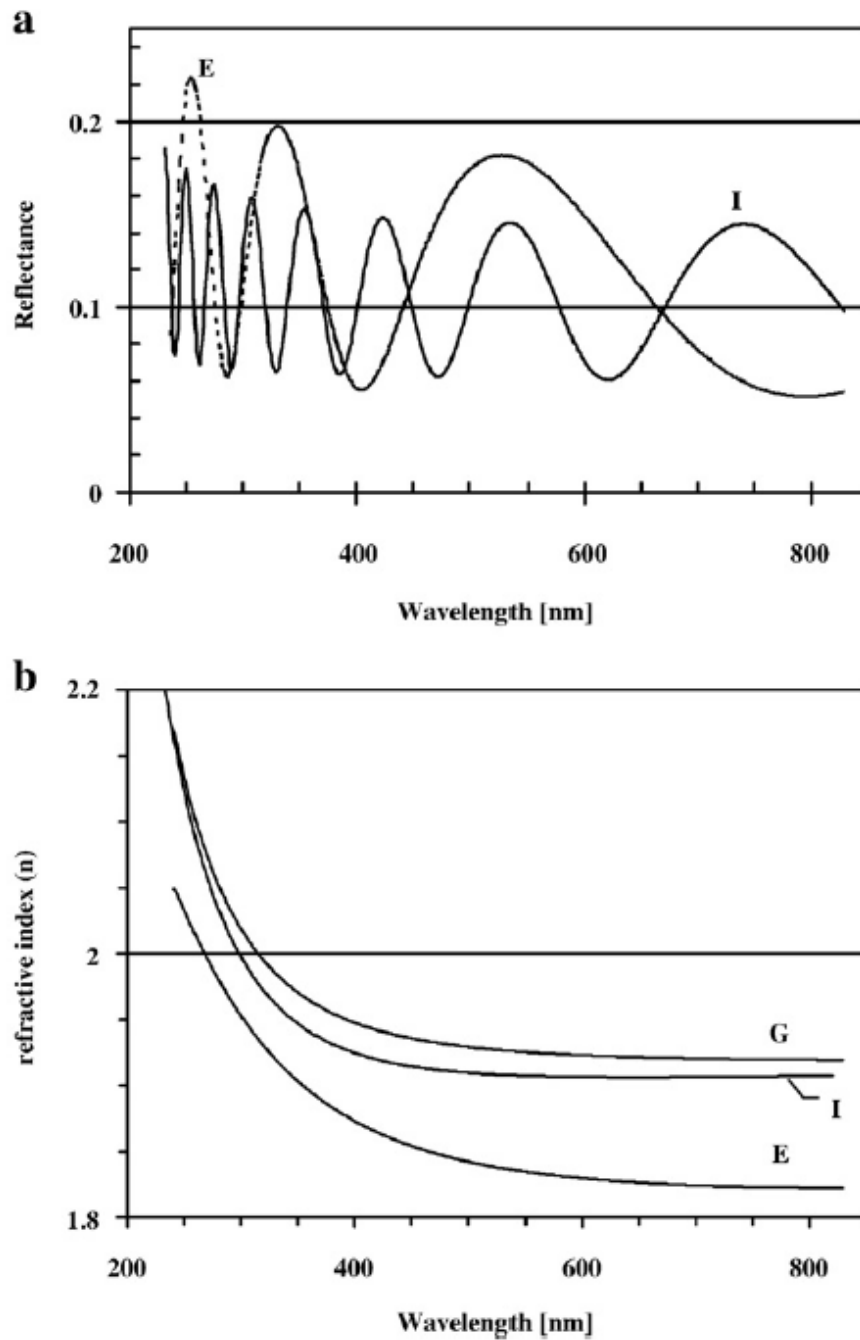 a
E
I
0.2
0.1
0
Reflectance
200 400 600 800
Wavelength [nm]
b
2.2
2
1.8
refractive index (n)
G
I
E
200 400 600 800
Wavelength [nm]